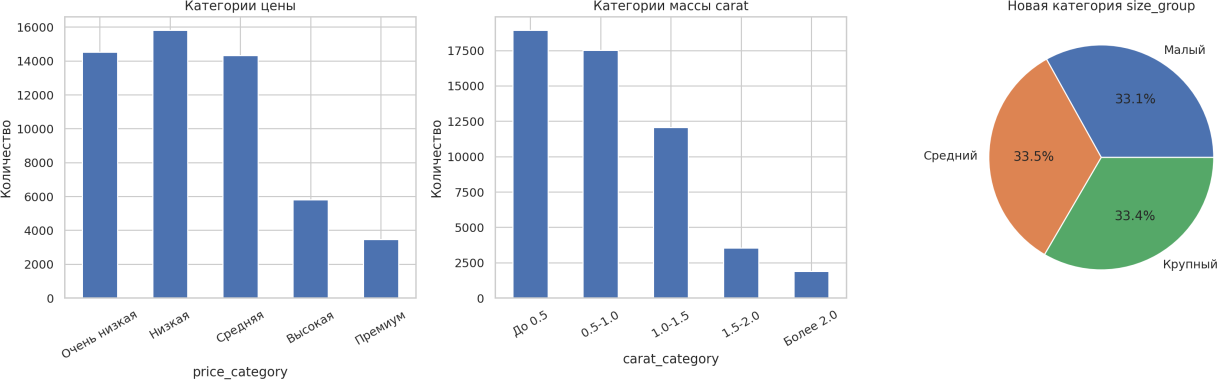 Категории цены
Количество
16000
14000
12000
10000
8000
6000
4000
2000
0
Очень низкая
Низкая
Средняя
Высокая
Премиум
price_category
Категории массы carat
Количество
17500
15000
12500
10000
7500
5000
2500
0
До 0.5
0.5-1.0
1.0-1.5
1.5-2.0
Более 2.0
carat_category
Новая категория size_group
Малый
33.1%
Средний
33.5%
33.4%
Крупный